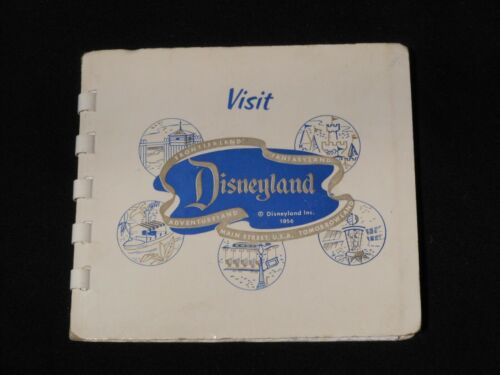 Visit
FRONTIERLAND
FANTASYLAND
Disneyland
© Disneyland Inc.
1956
ADVENTURELAND
MAIN STREET, U.S.A.
TOMORROWLAND